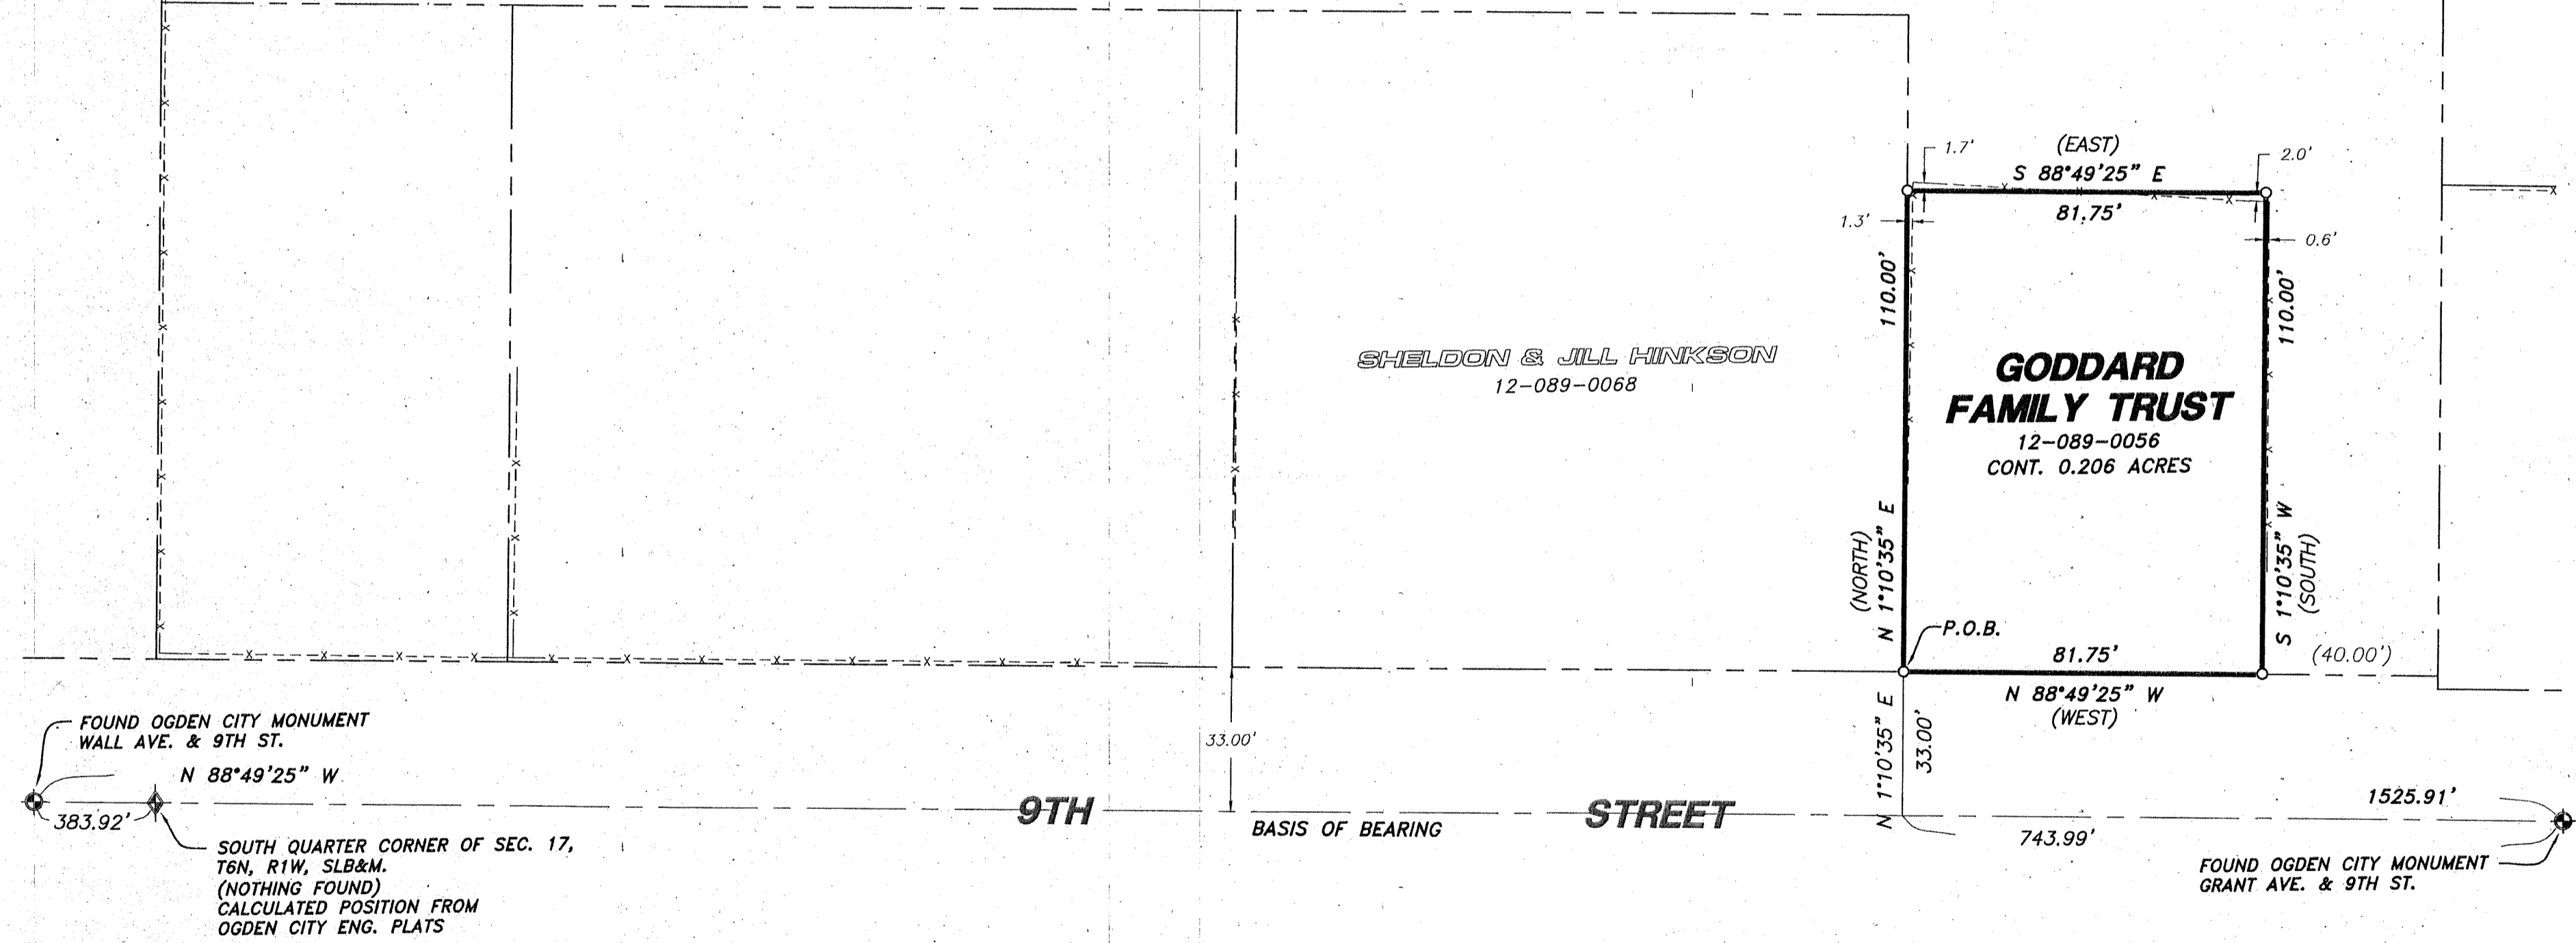 (EAST)
S 88°49'25" E
81.75'
1.7'
2.0'
1.3'
0.6'
110.00'
110.00'
SHELDON & JILL HINKSON
12-089-0068
GODDARD
FAMILY TRUST
12-089-0056
CONT. 0.206 ACRES
(NORTH)
N 1°10'35" E
S 1°10'35" W
(SOUTH)
P.O.B.
81.75'
(40.00')
N 88°49'25" W
(WEST)
N 1°10'35" E
33.00'
33.00'
FOUND OGDEN CITY MONUMENT
WALL AVE. & 9TH ST.
N 88°49'25" W
383.92'
9TH STREET
BASIS OF BEARING
1525.91'
743.99'
SOUTH QUARTER CORNER OF SEC. 17,
T6N, R1W, SLB&M.
(NOTHING FOUND)
CALCULATED POSITION FROM
OGDEN CITY ENG. PLATS
FOUND OGDEN CITY MONUMENT
GRANT AVE. & 9TH ST.